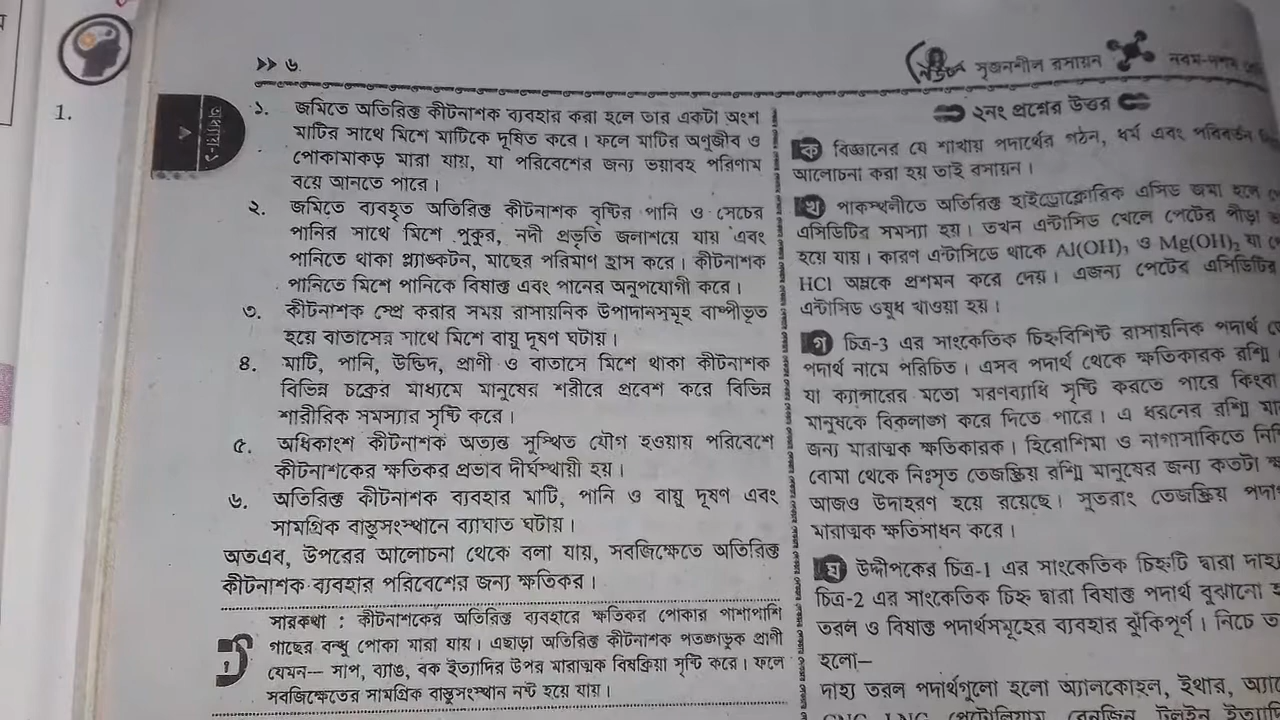 1.
>> ৬
সৃজনশীল রসায়ন
নবম-দশম
অধ্যায়-১
১. জমিতে অতিরিক্ত কীটনাশক ব্যবহার করা হলে তার একটা অংশ
মাটির সাথে মিশে মাটিকে দূষিত করে। ফলে মাটির অণুজীব ও
পোকামাকড় মারা যায়, যা পরিবেশের জন্য ভয়াবহ পরিণাম
বয়ে আনতে পারে।
২. জমিতে ব্যবহৃত অতিরিক্ত কীটনাশক বৃষ্টির পানি ও সেচের
পানির সাথে মিশে পুকুর, নদী প্রভৃতি জলাশয়ে যায় এবং
পানিতে থাকা প্ল্যাঙ্কটন, মাছের পরিমাণ হ্রাস করে। কীটনাশক
পানিতে মিশে পানিকে বিষাক্ত এবং পানের অনুপযোগী করে।
৩. কীটনাশক স্প্রে করার সময় রাসায়নিক উপাদানসমূহ বাষ্পীভূত
হয়ে বাতাসের সাথে মিশে বায়ু দূষণ ঘটায়।
৪. মাটি, পানি, উদ্ভিদ, প্রাণী ও বাতাসে মিশে থাকা কীটনাশক
বিভিন্ন চক্রের মাধ্যমে মানুষের শরীরে প্রবেশ করে বিভিন্ন
শারীরিক সমস্যার সৃষ্টি করে।
৫. অধিকাংশ কীটনাশক অত্যন্ত সুস্থিত যৌগ হওয়ায় পরিবেশে
কীটনাশকের ক্ষতিকর প্রভাব দীর্ঘস্থায়ী হয়।
৬. অতিরিক্ত কীটনাশক ব্যবহার মাটি, পানি ও বায়ু দূষণ এবং
সামগ্রিক বাস্তুসংস্থানে ব্যাঘাত ঘটায়।
অতএব, উপরের আলোচনা থেকে বলা যায়, সবজিক্ষেতে অতিরিক্ত
কীটনাশক ব্যবহার পরিবেশের জন্য ক্ষতিকর।
সারকথা : কীটনাশকের অতিরিক্ত ব্যবহারে ক্ষতিকর পোকার পাশাপাশি
গাছের বন্ধু পোকা মারা যায়। এছাড়া অতিরিক্ত কীটনাশক পতঙ্গভুক প্রাণী
যেমন— সাপ, ব্যাঙ, বক ইত্যাদির উপর মারাত্মক বিষক্রিয়া সৃষ্টি করে। ফলে
সবজিক্ষেতের সামগ্রিক বাস্তুসংস্থান নষ্ট হয়ে যায়।
২নং প্রশ্নের উত্তর
ক বিজ্ঞানের যে শাখায় পদার্থের গঠন, ধর্ম এবং পরিবর্তন
আলোচনা করা হয় তাই রসায়ন।
খ পাকস্থলীতে অতিরিক্ত হাইড্রোক্লোরিক এসিড জমা হলে
এসিডিটির সমস্যা হয়। তখন এন্টাসিড খেলে পেটের পীড়া
হয়ে যায়। কারণ এন্টাসিডে থাকে Al(OH)₃ ও Mg(OH)₂ যা
HCl অম্লকে প্রশমন করে দেয়। এজন্য পেটের এসিডিটির
এন্টাসিড ওষুধ খাওয়া হয়।
গ চিত্র-3 এর সাংকেতিক চিহ্নবিশিষ্ট রাসায়নিক পদার্থ
পদার্থ নামে পরিচিত। এসব পদার্থ থেকে ক্ষতিকারক রশ্মি
যা ক্যান্সারের মতো মরণব্যাধি সৃষ্টি করতে পারে কিংবা
মানুষকে বিকলাঙ্গ করে দিতে পারে। এ ধরনের রশ্মি
জন্য মারাত্মক ক্ষতিকারক। হিরোশিমা ও নাগাসাকিতে
বোমা থেকে নিঃসৃত তেজস্ক্রিয় রশ্মি মানুষের জন্য কতটা
আজও উদাহরণ হয়ে রয়েছে। সুতরাং তেজস্ক্রিয়
মারাত্মক ক্ষতিসাধন করে।
ঘ উদ্দীপকের চিত্র-1 এর সাংকেতিক চিহ্নটি দ্বারা দাহ্য
চিত্র-2 এর সাংকেতিক চিহ্ন দ্বারা বিষাক্ত পদার্থ বুঝানো
তরল ও বিষাক্ত পদার্থসমূহের ব্যবহার ঝুঁকিপূর্ণ। নিচে
হলো—
দাহ্য তরল পদার্থগুলো হলো অ্যালকোহল, ইথার,